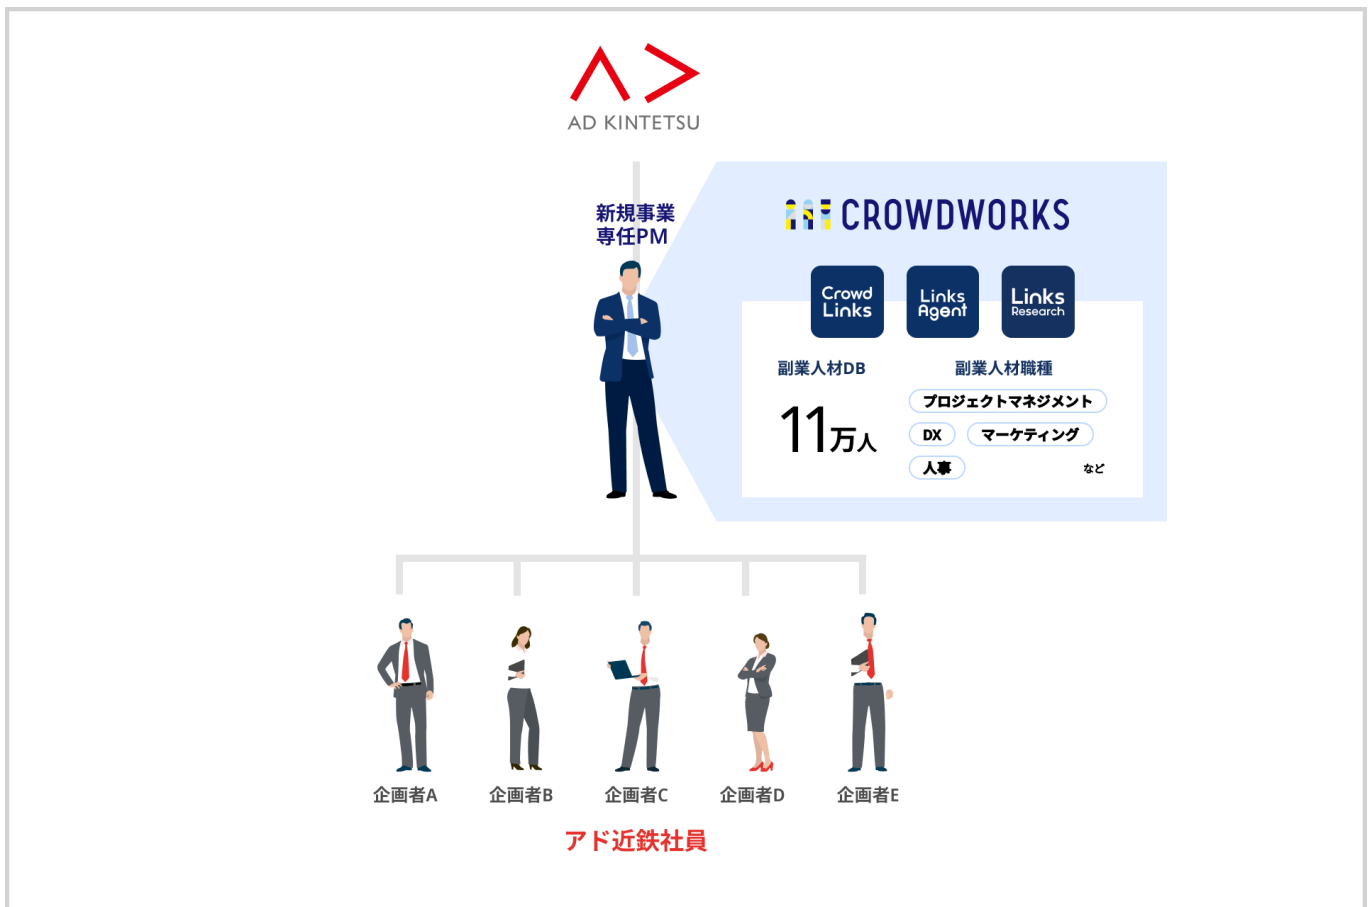 AD KINTETSU
新規事業
専任PM
CROWDWORKS
Crowd
Links
Links
Agent
Links
Research
副業人材DB
11万人
副業人材職種
プロジェクトマネジメント
DX
マーケティング
人事
など
企画者A
企画者B
企画者C
企画者D
企画者E
アド近鉄社員